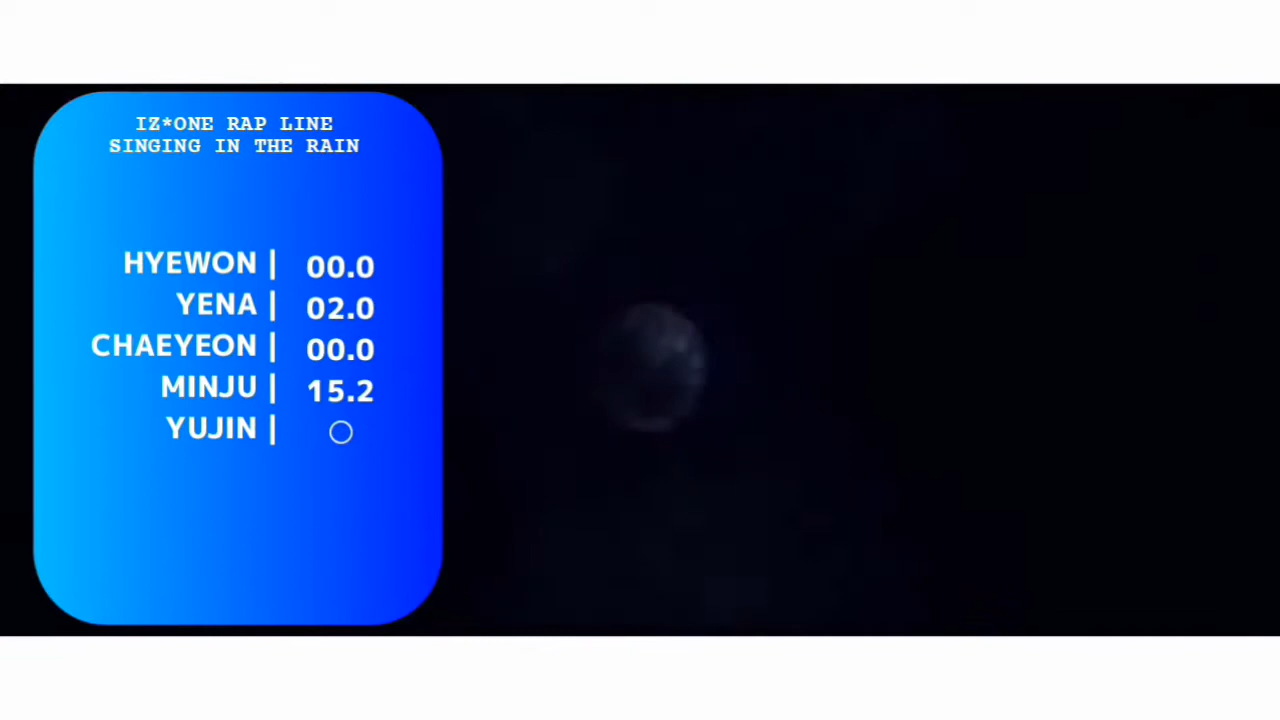 IZ*ONE RAP LINE
SINGING IN THE RAIN
HYEWON | 00.0
YENA | 02.0
CHAEYEON | 00.0
MINJU | 15.2
YUJIN | ○